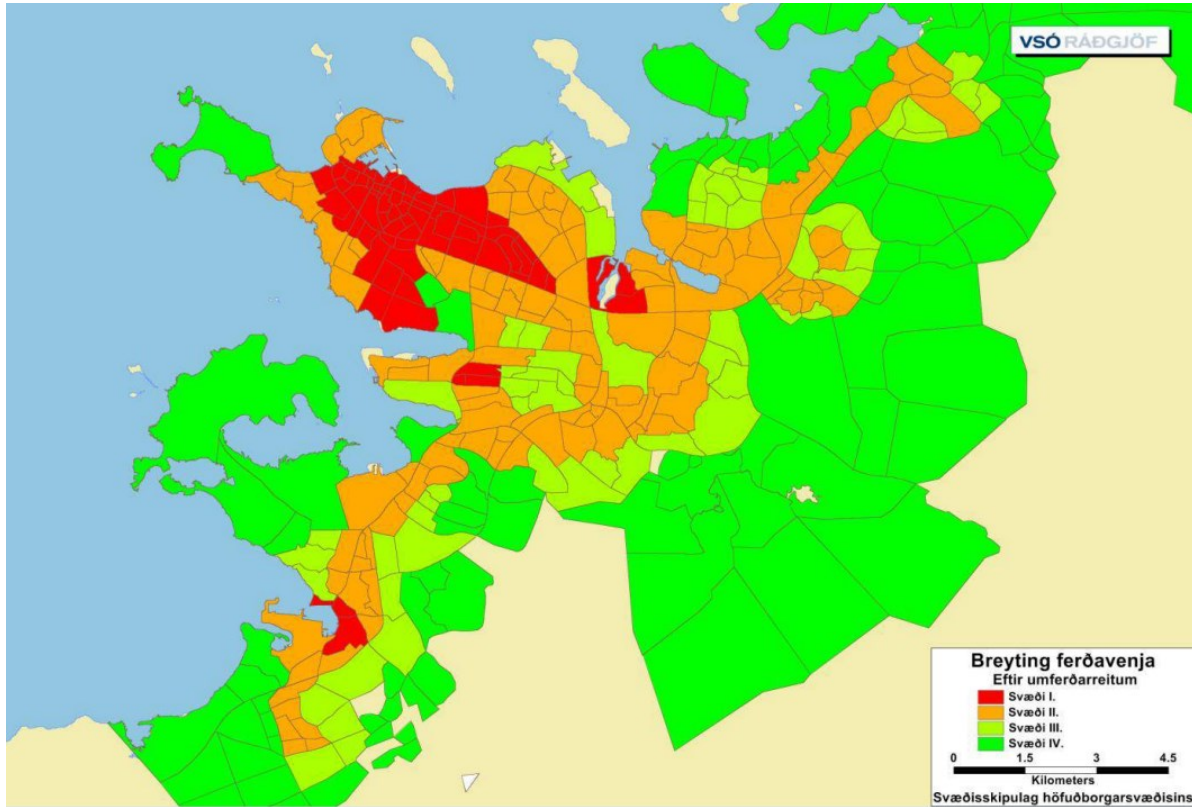 VSÓ RÁÐGJÖF
Breyting ferðavenja
Eftir umferðarreitum
Svæði I.
Svæði II.
Svæði III.
Svæði IV.
0 1.5 3 4.5
Kilometers
Svæðisskipulag höfuðborgarsvæðisins